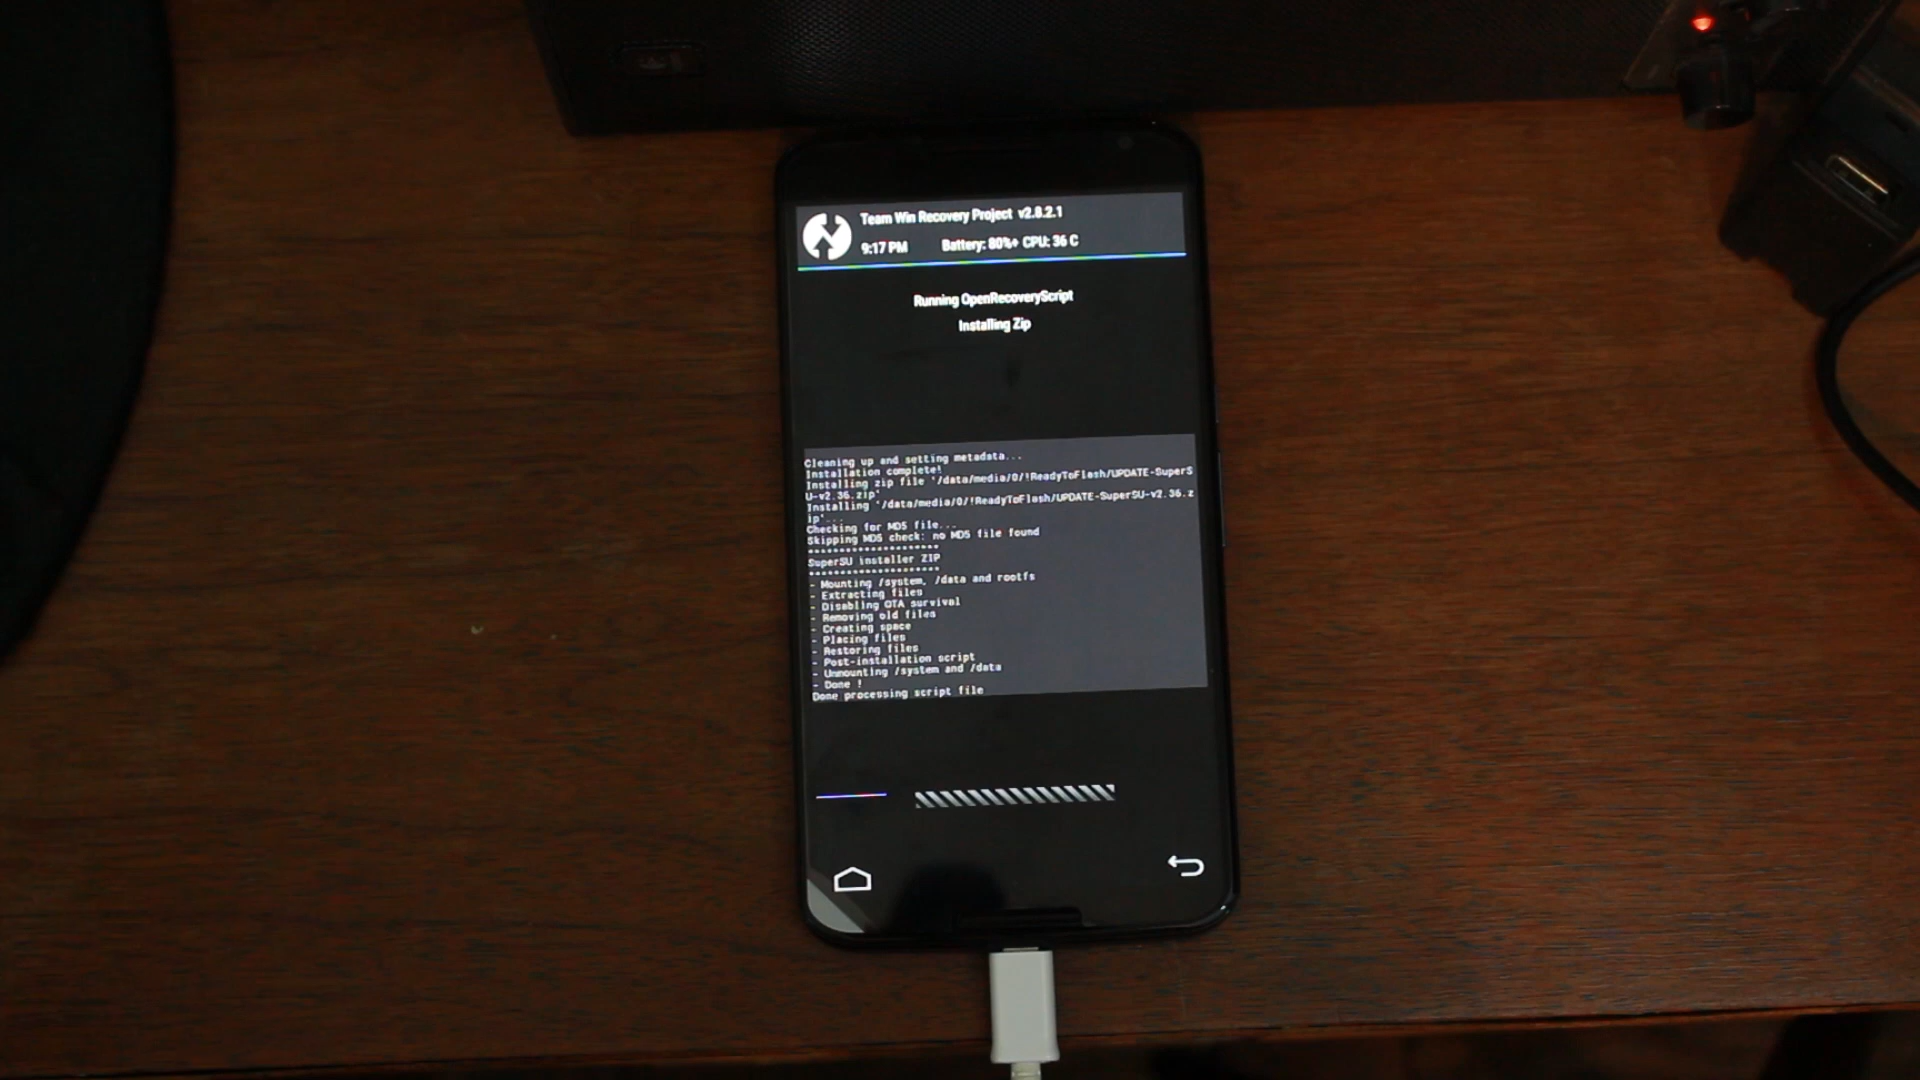 Team Win Recovery Project v2.8.2.1
9:17 PM Battery: 80%+ CPU: 36 C
Running OpenRecoveryScript
Installing Zip
Cleaning up and setting metadata...
Installation complete!
Installing zip file '/data/media/0/!ReadyToFlash/UPDATE-SuperS
U-v2.36.zip'
Installing '/data/media/0/!ReadyToFlash/UPDATE-SuperSU-v2.36.z
ip'...
Checking for MD5 file...
Skipping MD5 check: no MD5 file found
*********************
SuperSU installer ZIP
*********************
- Mounting /system, /data and rootfs
- Extracting files
- Disabling OTA survival
- Removing old files
- Creating space
- Placing files
- Restoring files
- Post-installation script
- Unmounting /system and /data
- Done !
Done processing script file